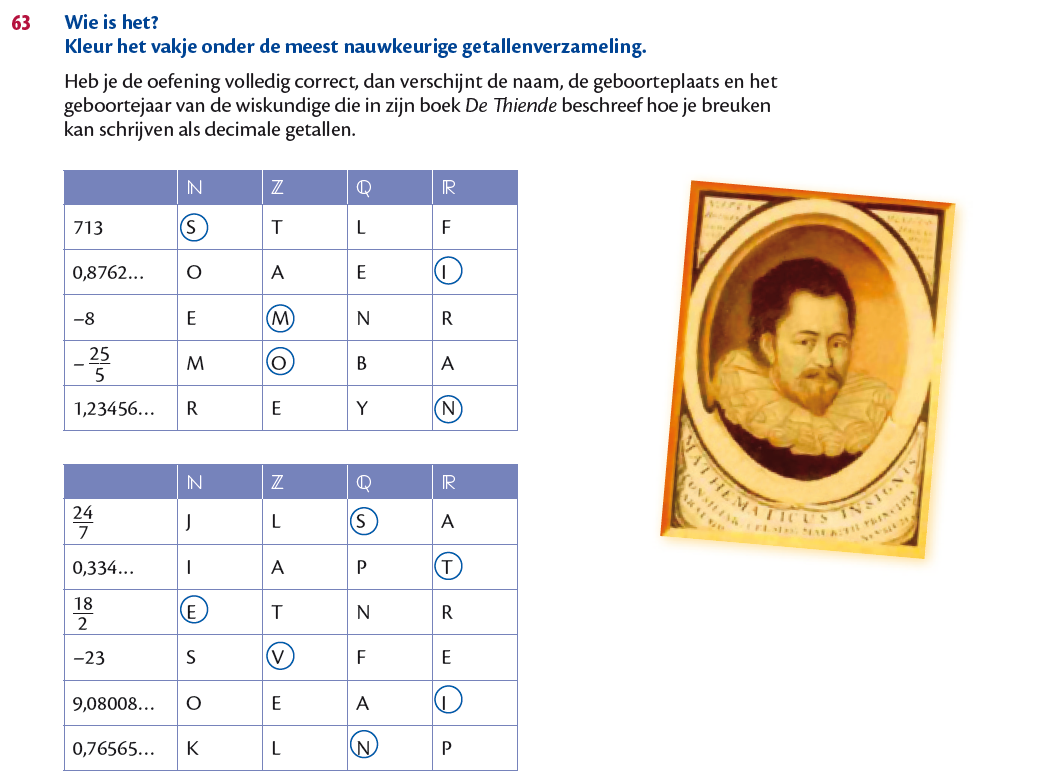 63 Wie is het?
Kleur het vakje onder de meest nauwkeurige getallenverzameling.
Heb je de oefening volledig correct, dan verschijnt de naam, de geboorteplaats en het
geboortejaar van de wiskundige die in zijn boek De Thiende beschreef hoe je breuken
kan schrijven als decimale getallen.
ℕ ℤ ℚ ℝ
713 S T L F
0,8762... O A E I
–8 E M N R
– 25/5 M O B A
1,23456... R E Y N
ℕ ℤ ℚ ℝ
24/7 J L S A
0,334... I A P T
18/2 E T N R
–23 S V F E
9,08008... O E A I
0,76565... K L N P
MATHEMATICUS INSIGNIS